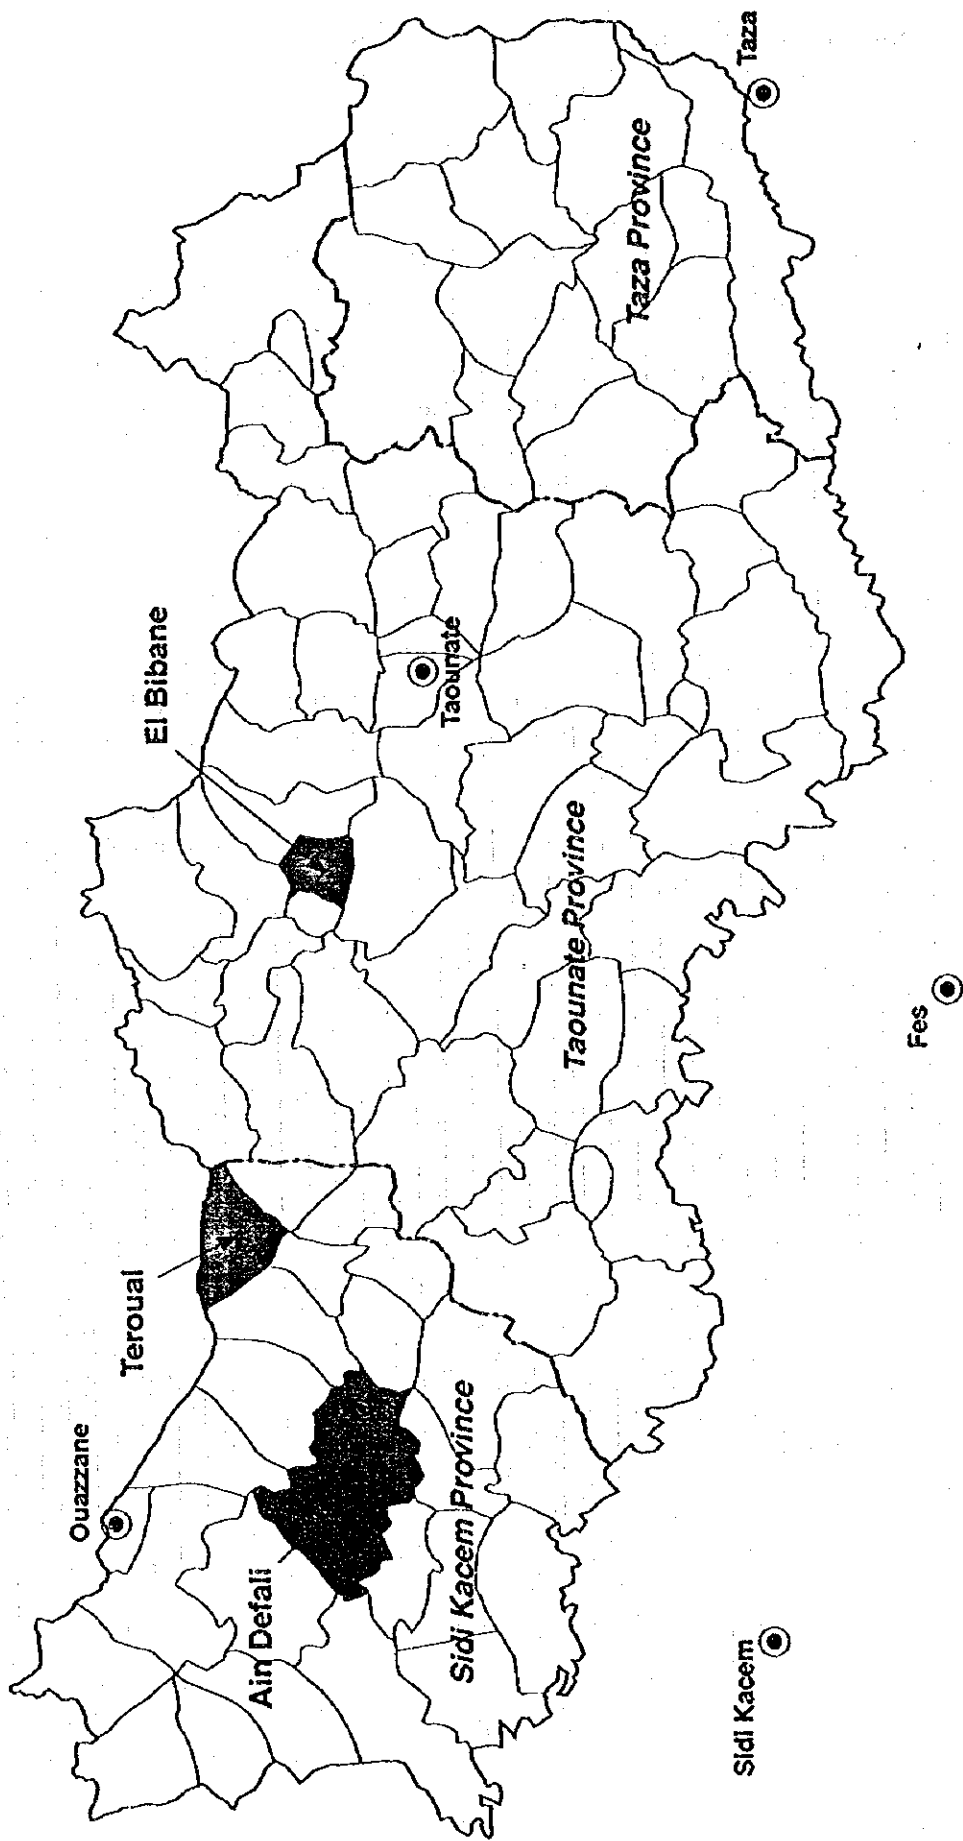 Ouazzane
Teroual
El Bibane
Ain Defali
Taounate
Sidi Kacem Province
Taounate Province
Taza Province
Taza
Sidi Kacem
Fes